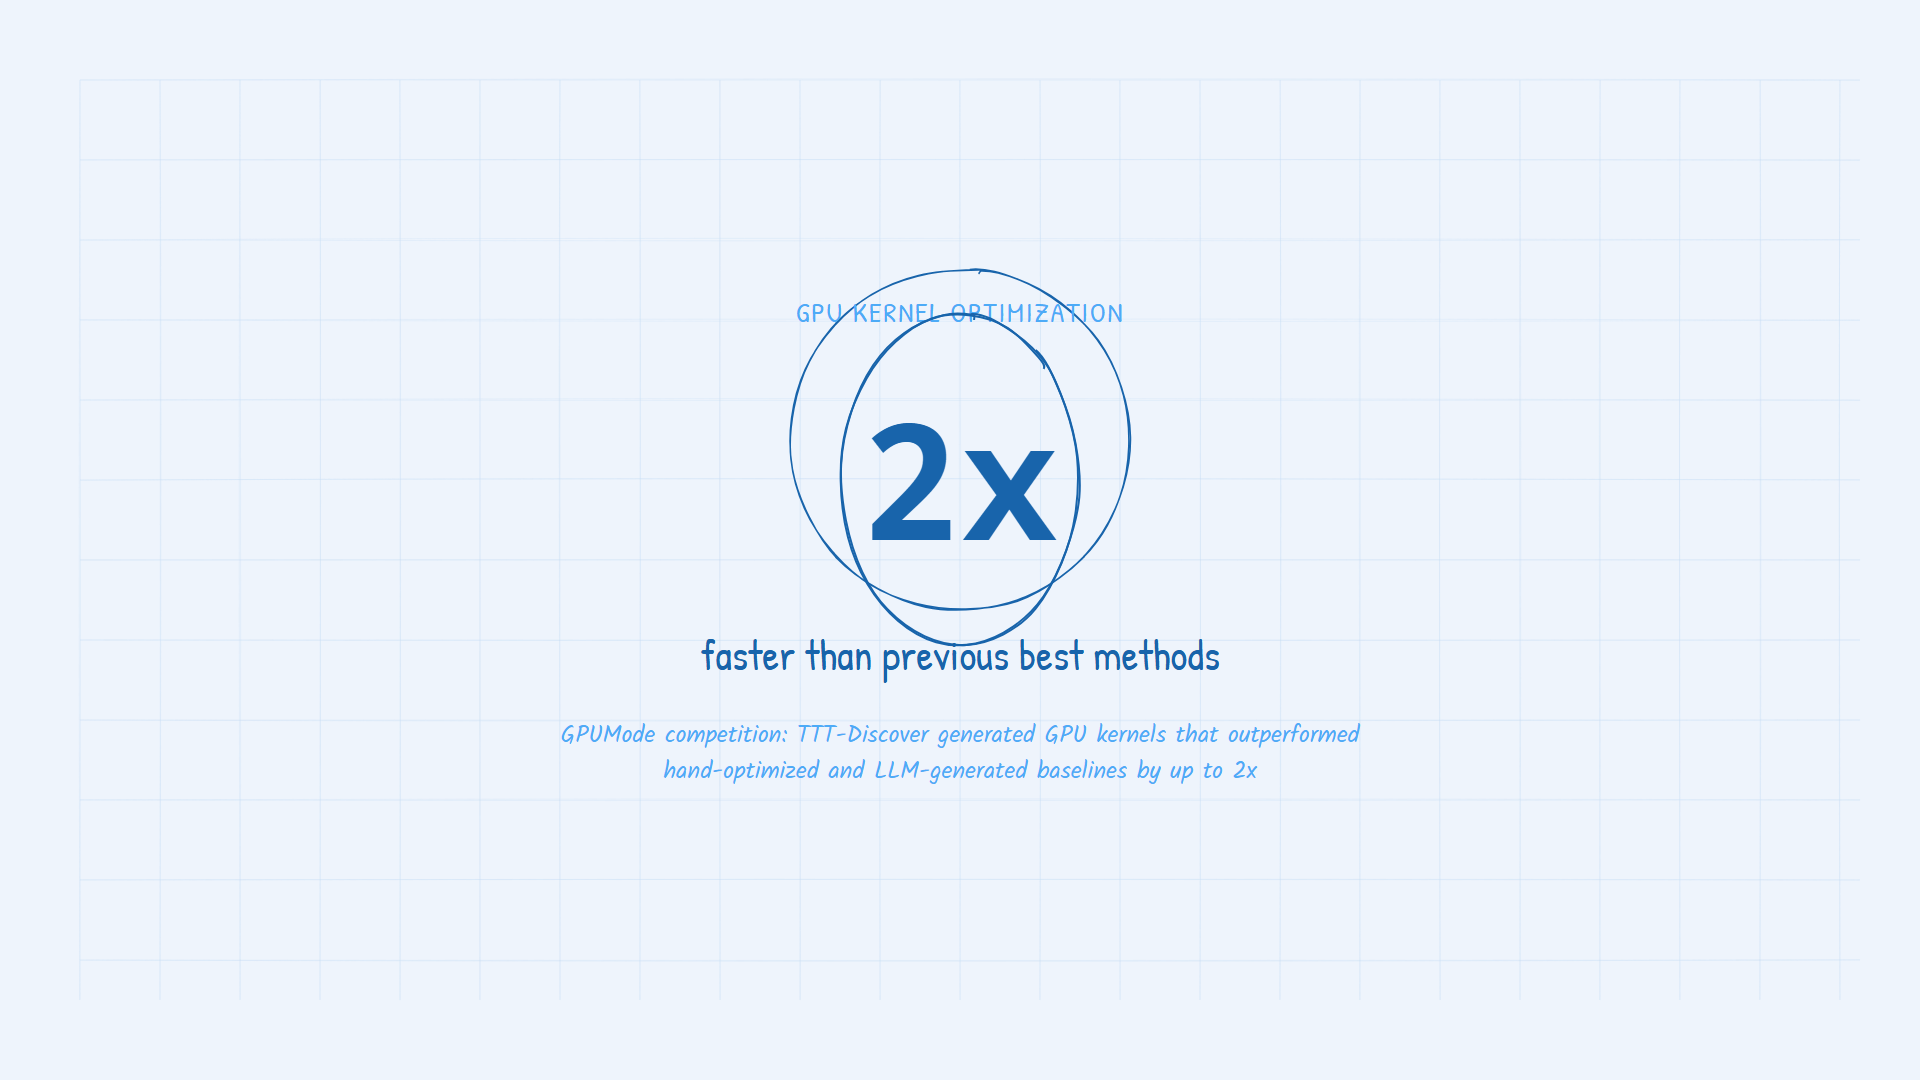 GPU KERNEL OPTIMIZATION
2x
faster than previous best methods
GPUMode competition: TTT-Discover generated GPU kernels that outperformed
hand-optimized and LLM-generated baselines by up to 2x